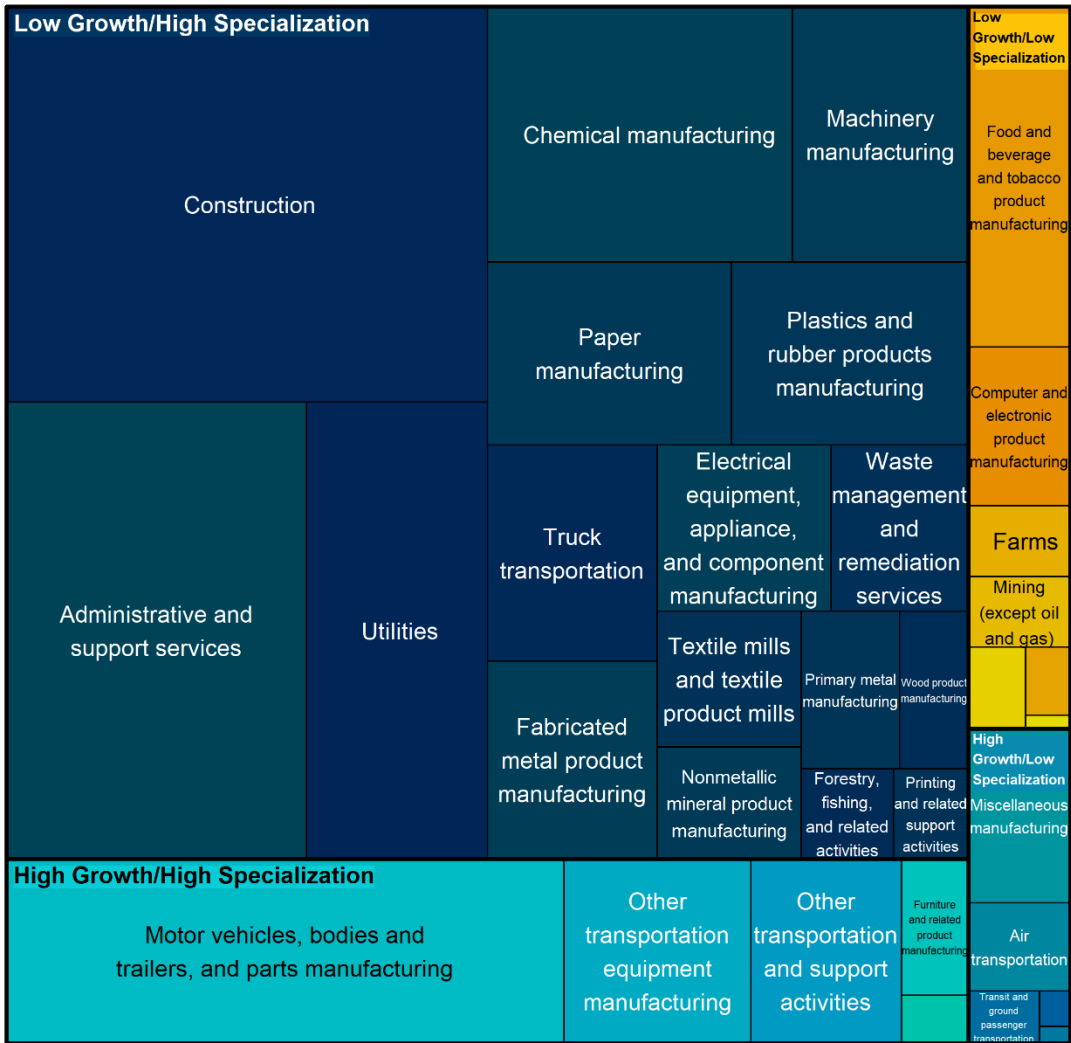 Low Growth/High Specialization
Construction
Chemical manufacturing
Machinery
manufacturing
Paper
manufacturing
Plastics and
rubber products
manufacturing
Administrative and
support services
Utilities
Truck
transportation
Electrical
equipment,
appliance,
and component
manufacturing
Waste
management
and
remediation
services
Fabricated
metal product
manufacturing
Textile mills
and textile
product mills
Primary metal
manufacturing
Wood product
manufacturing
Nonmetallic
mineral product
manufacturing
Forestry,
fishing,
and related
activities
Printing
and related
support
activities
Low
Growth/Low
Specialization
Food and
beverage
and tobacco
product
manufacturing
Computer and
electronic
product
manufacturing
Farms
Mining
(except oil
and gas)
High Growth/High Specialization
Motor vehicles, bodies and
trailers, and parts manufacturing
Other
transportation
equipment
manufacturing
Other
transportation
and support
activities
Furniture
and related
product
manufacturing
High
Growth/Low
Specialization
Miscellaneous
manufacturing
Air
transportation
Transit and
ground
passenger
transportation